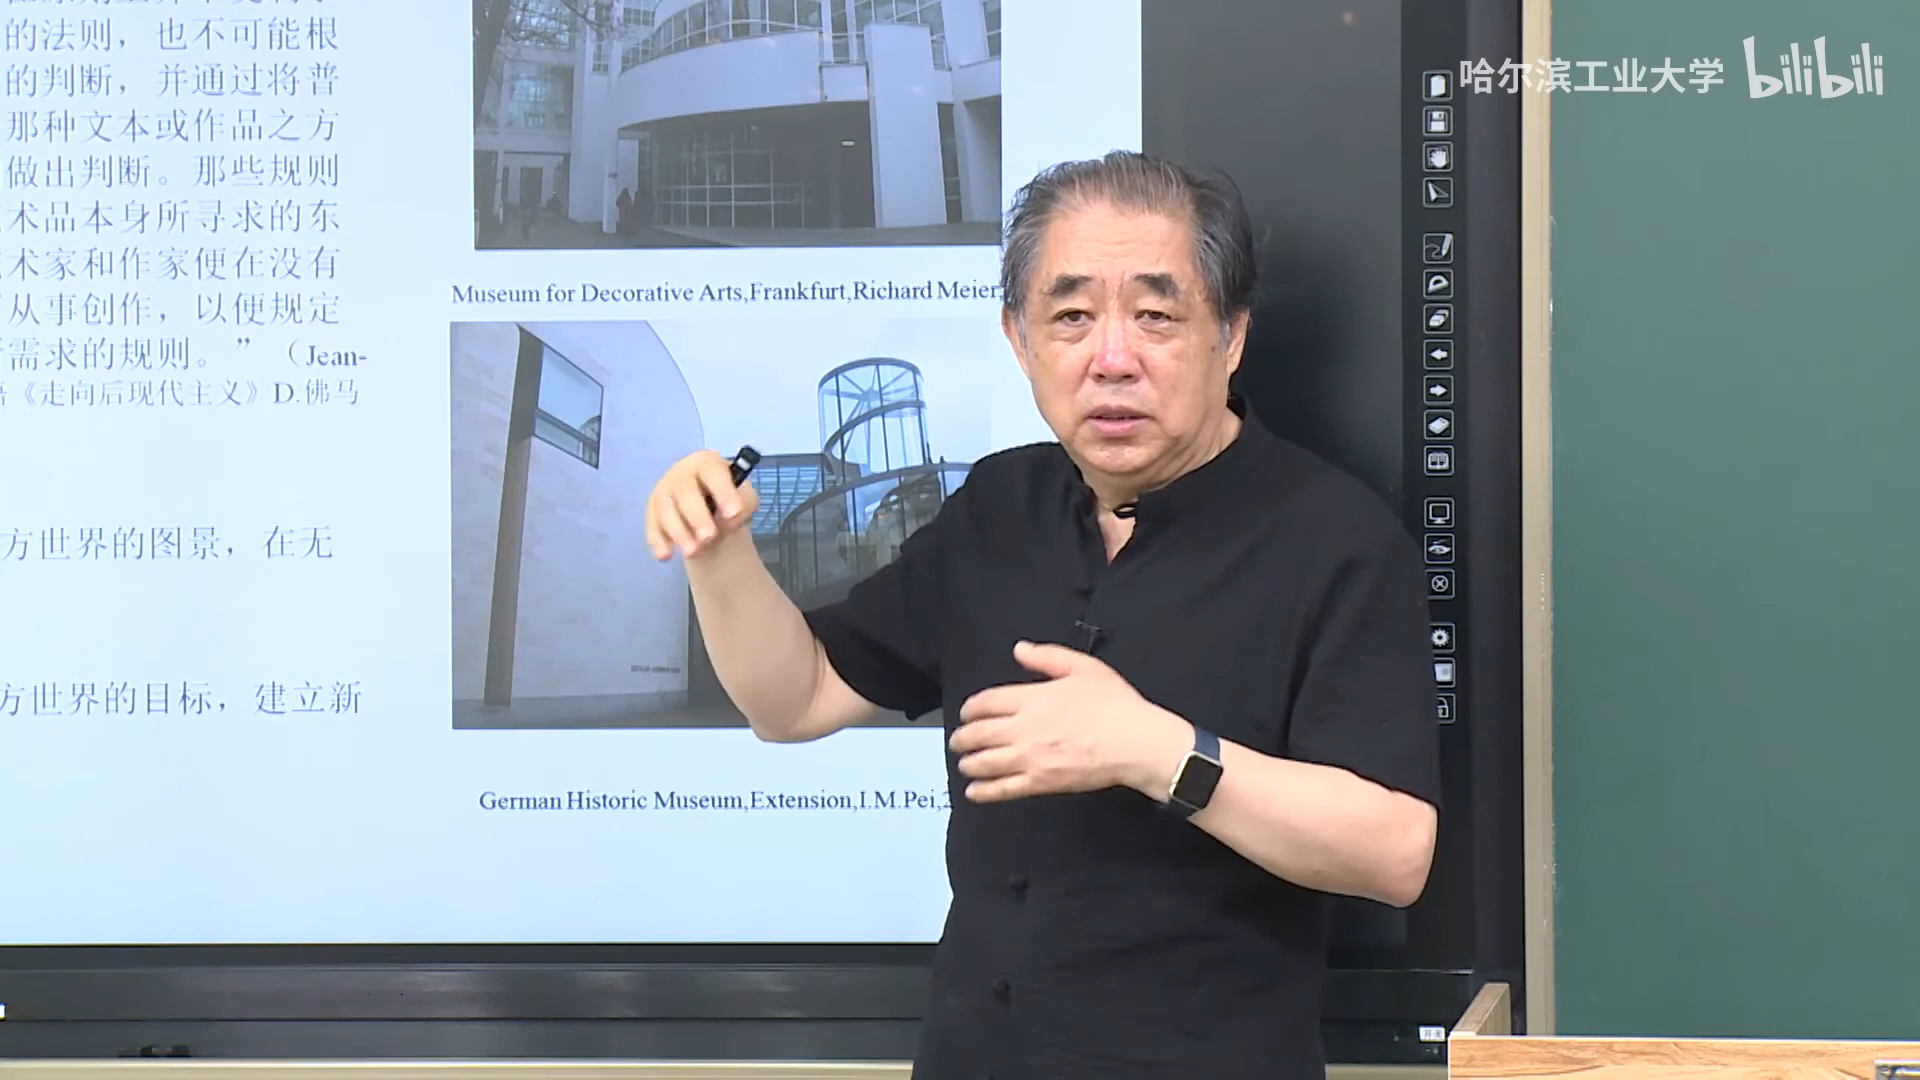 的法则，也不可能根
的判断，并通过将普
那种文本或作品之方
做出判断。那些规则
术品本身所寻求的东
术家和作家便在没有
从事创作，以便规定
需求的规则。”（Jean-
《走向后现代主义》D.佛马
方世界的图景，在无
方世界的目标，建立新
Museum for Decorative Arts,Frankfurt,Richard Meier,
German Historic Museum,Extension,I.M.Pei,2
哈尔滨工业大学 bilibili